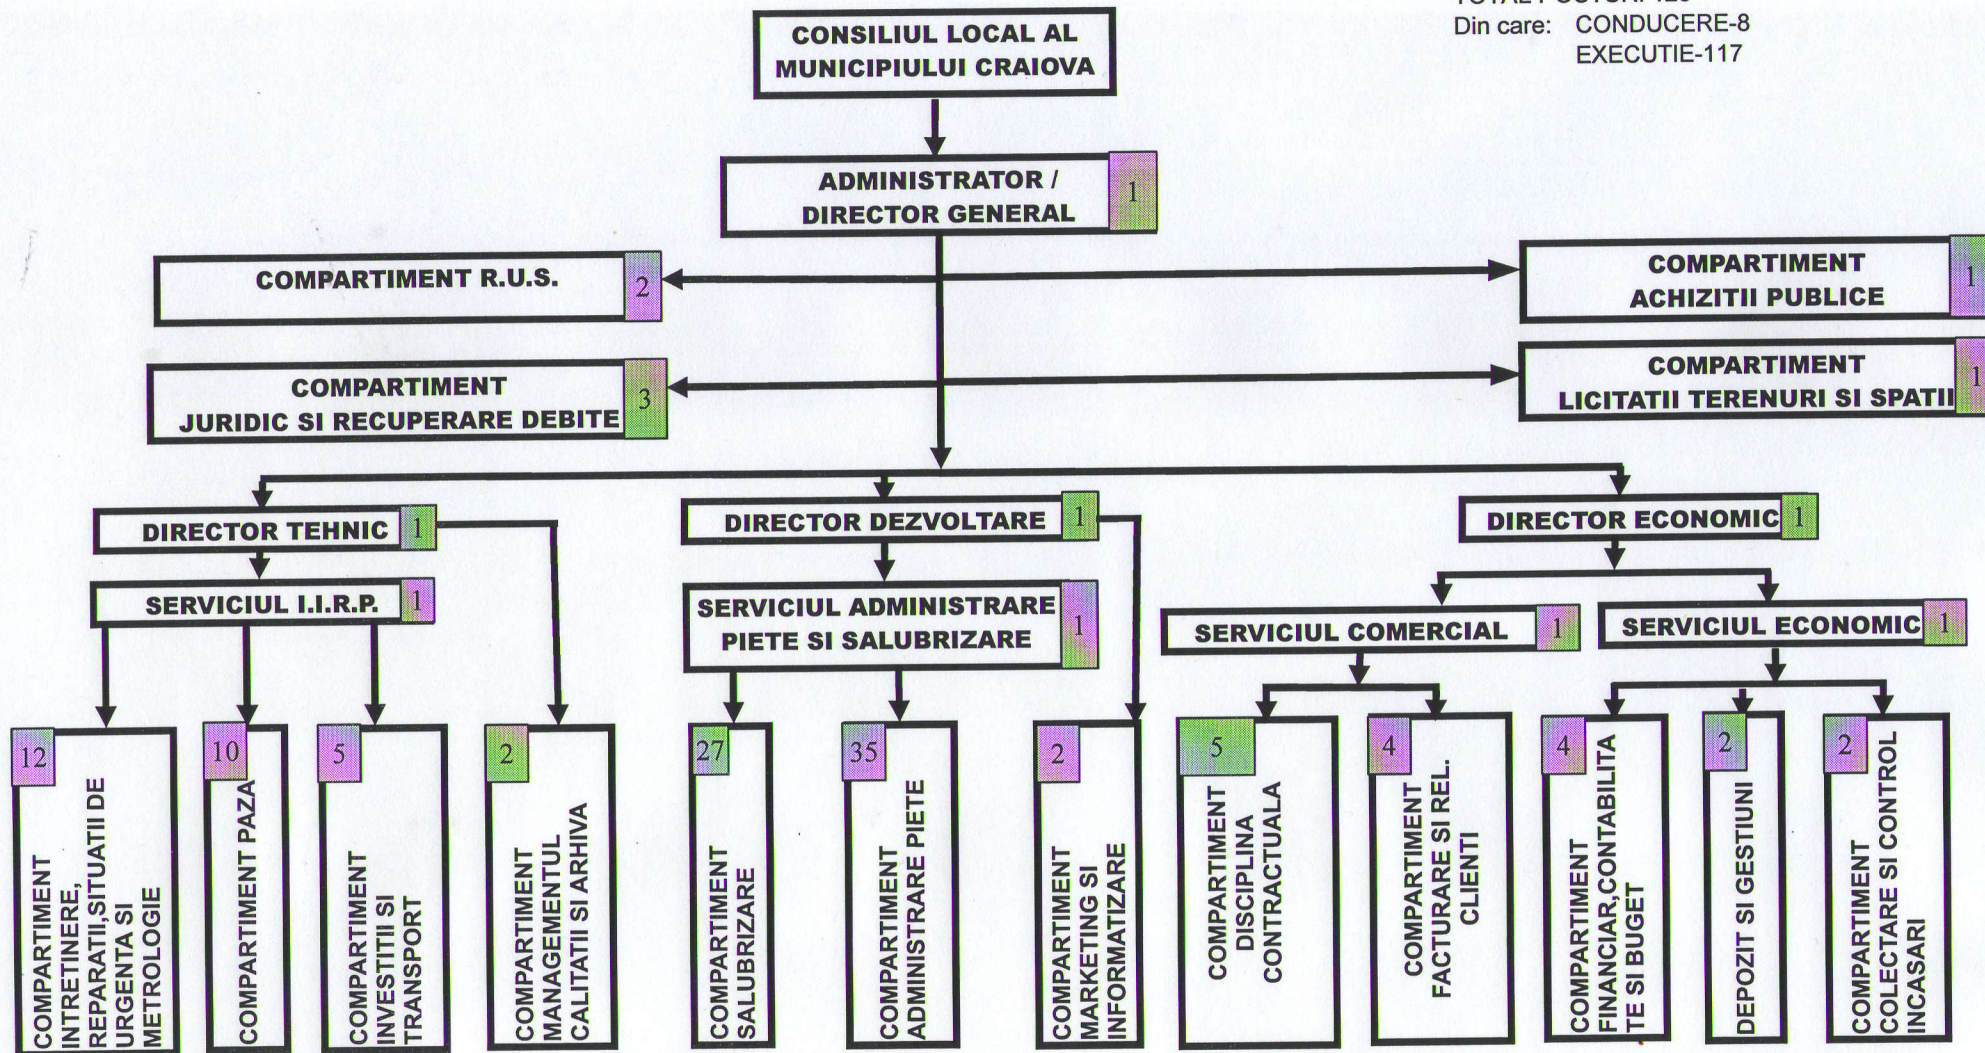 Din care: CONDUCERE-8
EXECUTIE-117
CONSILIUL LOCAL AL
MUNICIPIULUI CRAIOVA
ADMINISTRATOR /
DIRECTOR GENERAL
1
COMPARTIMENT R.U.S.
2
COMPARTIMENT
ACHIZITII PUBLICE
1
COMPARTIMENT
JURIDIC SI RECUPERARE DEBITE
3
COMPARTIMENT
LICITATII TERENURI SI SPATII
1
DIRECTOR TEHNIC
1
DIRECTOR DEZVOLTARE
1
DIRECTOR ECONOMIC
1
SERVICIUL I.I.R.P.
1
SERVICIUL ADMINISTRARE
PIETE SI SALUBRIZARE
1
SERVICIUL COMERCIAL
1
SERVICIUL ECONOMIC
1
12
COMPARTIMENT
INTRETINERE,
REPARATII,SITUATII DE
URGENTA SI
METROLOGIE
10
COMPARTIMENT PAZA
5
COMPARTIMENT
INVESTITII SI
TRANSPORT
2
COMPARTIMENT
MANAGEMENTUL
CALITATII SI ARHIVA
27
COMPARTIMENT
SALUBRIZARE
35
COMPARTIMENT
ADMINISTRARE PIETE
2
COMPARTIMENT
MARKETING SI
INFORMATIZARE
5
COMPARTIMENT
DISCIPLINA
CONTRACTUALA
4
COMPARTIMENT
FACTURARE SI REL.
CLIENTI
4
COMPARTIMENT
FINANCIAR,CONTABILITA
TE SI BUGET
2
DEPOZIT SI GESTIUNI
2
COMPARTIMENT
COLECTARE SI CONTROL
INCASARI